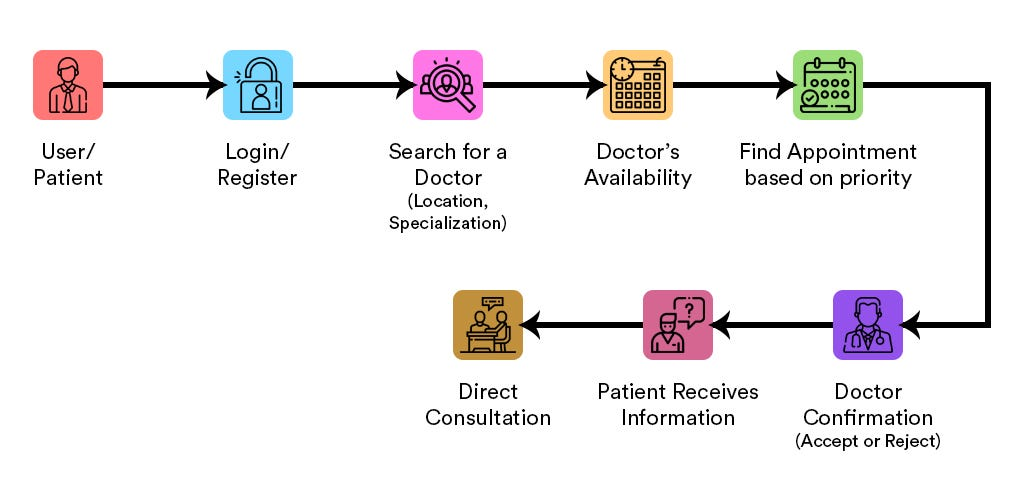 User/
Patient
Login/
Register
Search for a
Doctor
(Location,
Specialization)
Doctor's
Availability
Find Appointment
based on priority
Direct
Consultation
Patient Receives
Information
Doctor
Confirmation
(Accept or Reject)